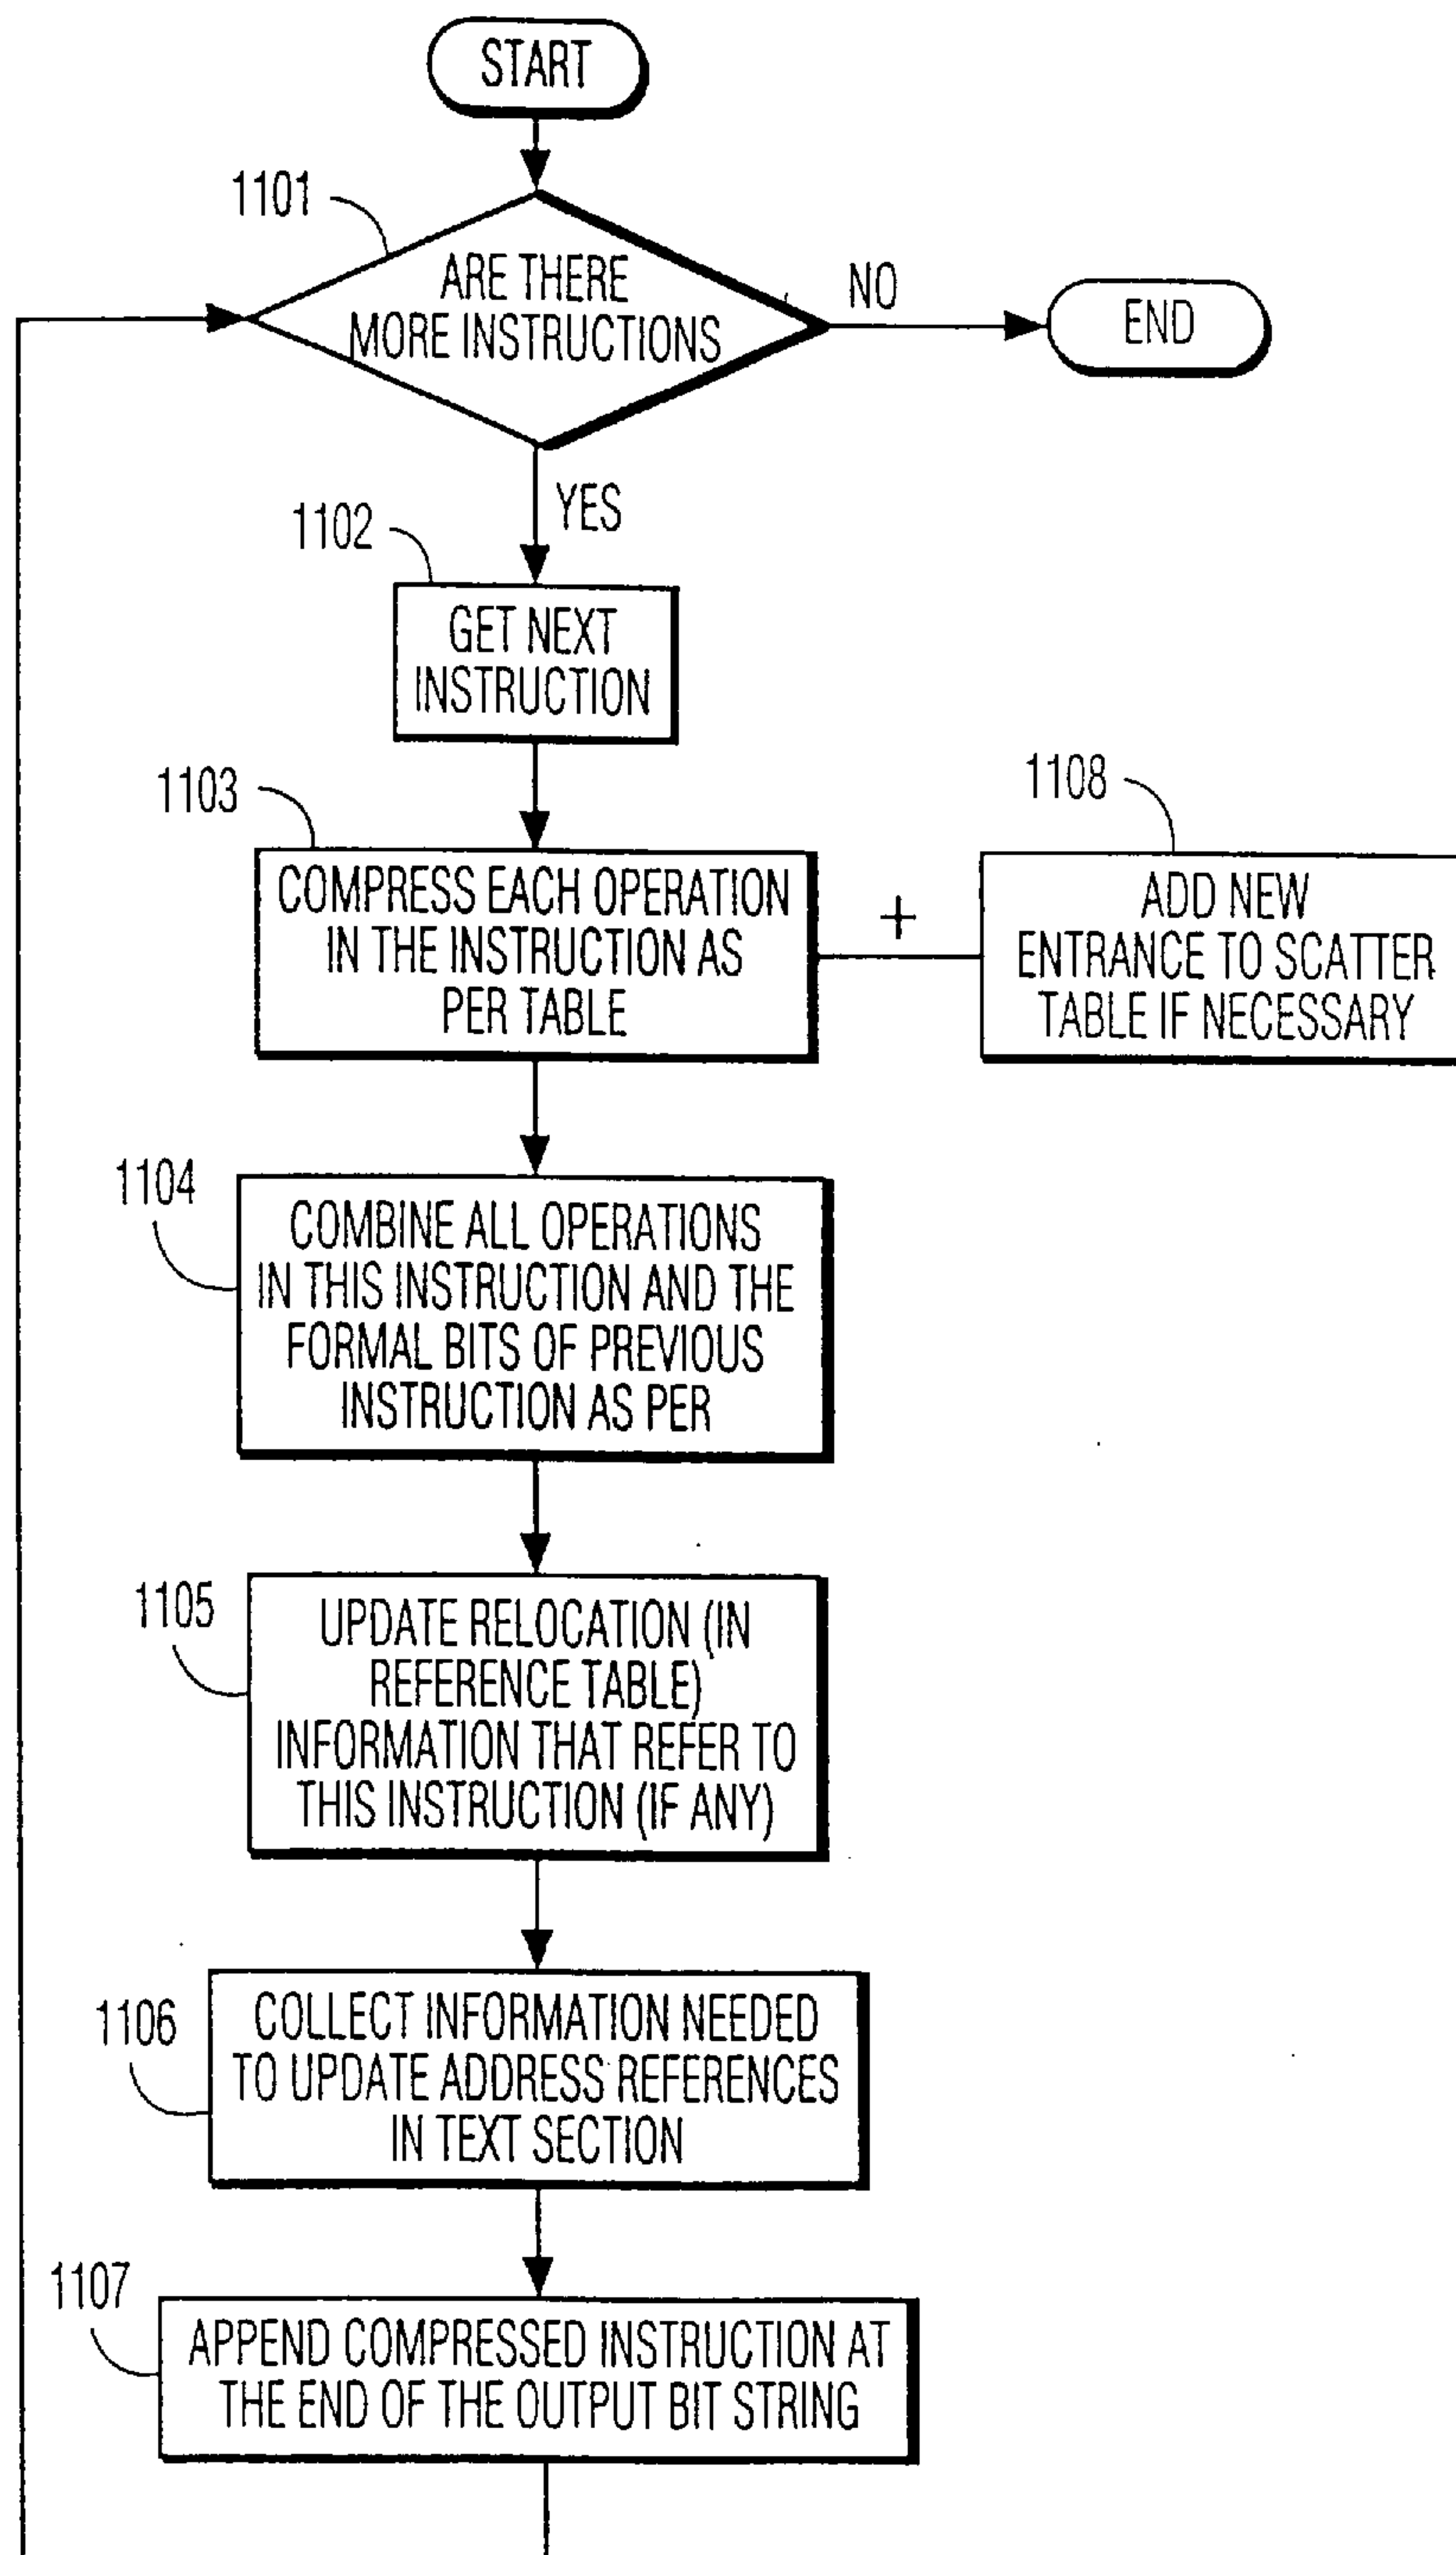 START
1101
ARE THERE
MORE INSTRUCTIONS
NO
END
YES
1102
GET NEXT
INSTRUCTION
1103
COMPRESS EACH OPERATION
IN THE INSTRUCTION AS
PER TABLE
+
1108
ADD NEW
ENTRANCE TO SCATTER
TABLE IF NECESSARY
1104
COMBINE ALL OPERATIONS
IN THIS INSTRUCTION AND THE
FORMAL BITS OF PREVIOUS
INSTRUCTION AS PER
1105
UPDATE RELOCATION (IN
REFERENCE TABLE)
INFORMATION THAT REFER TO
THIS INSTRUCTION (IF ANY)
1106
COLLECT INFORMATION NEEDED
TO UPDATE ADDRESS REFERENCES
IN TEXT SECTION
1107
APPEND COMPRESSED INSTRUCTION AT
THE END OF THE OUTPUT BIT STRING